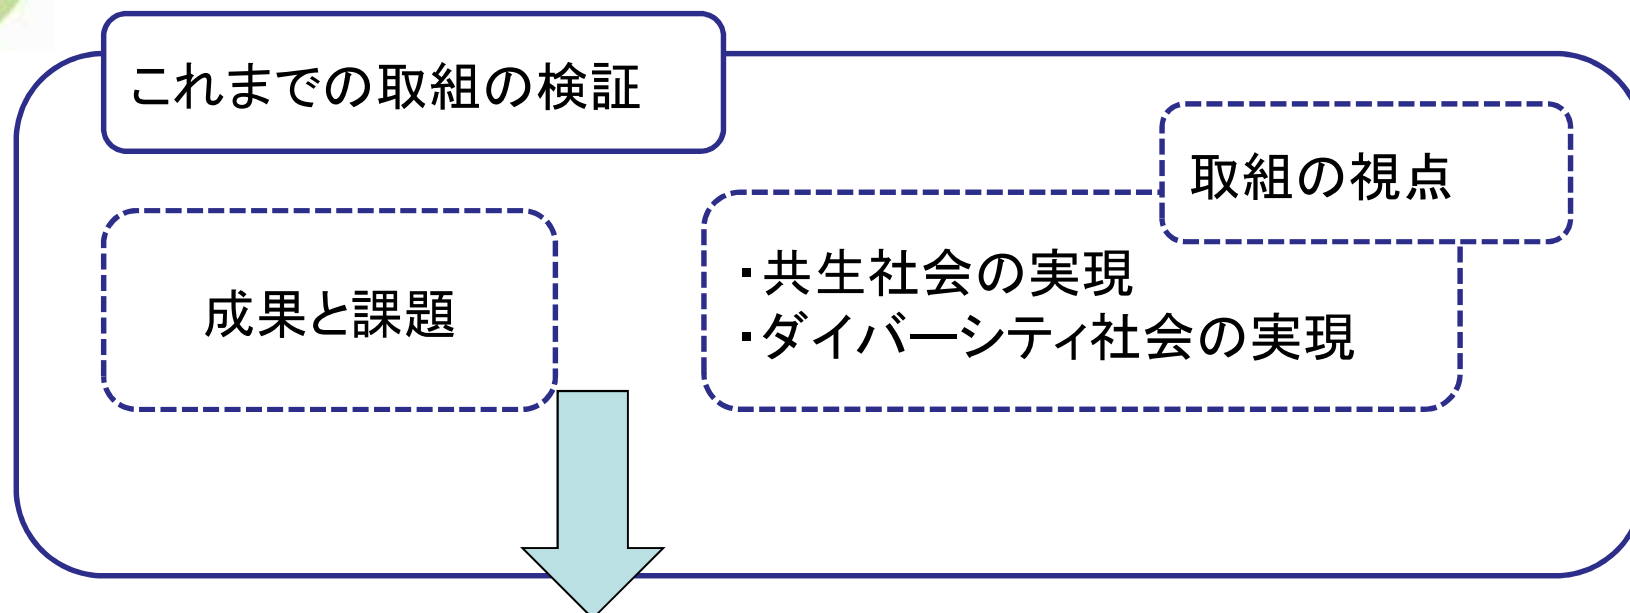 これまでの取組の検証
取組の視点
成果と課題
・共生社会の実現
・ダイバーシティ社会の実現